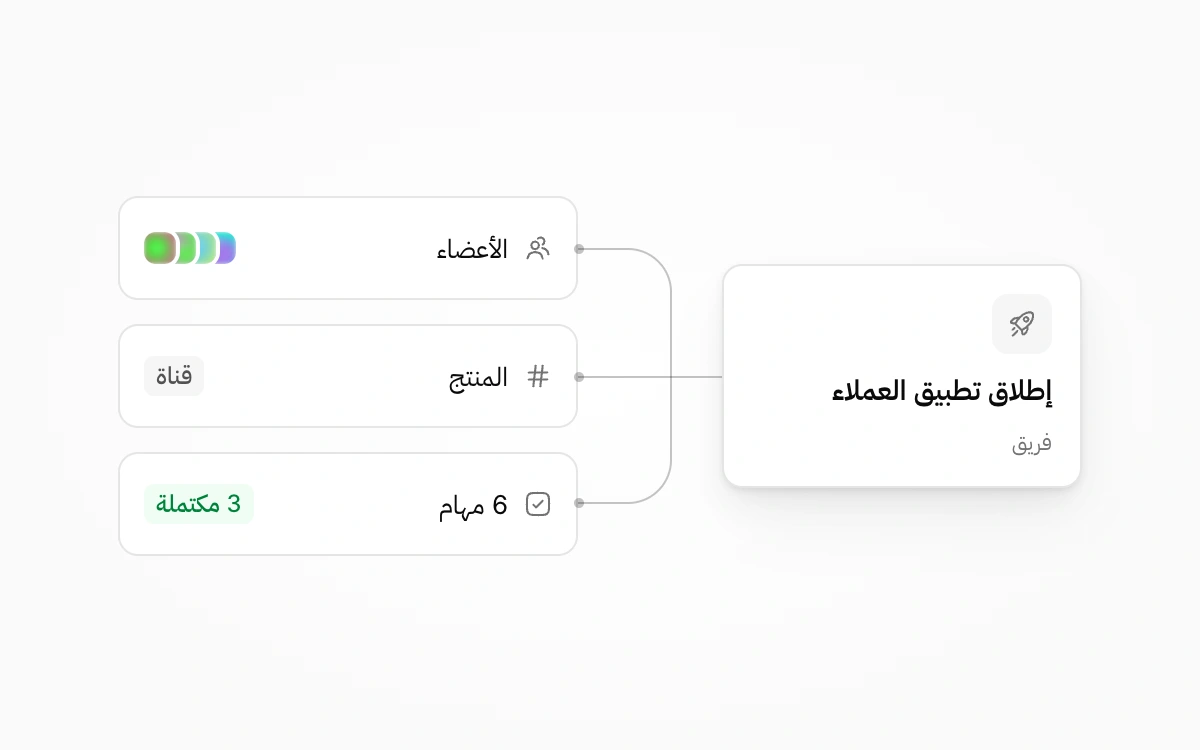 إطلاق تطبيق العملاء
فريق
الأعضاء
المنتج
قناة
6 مهام
3 مكتملة